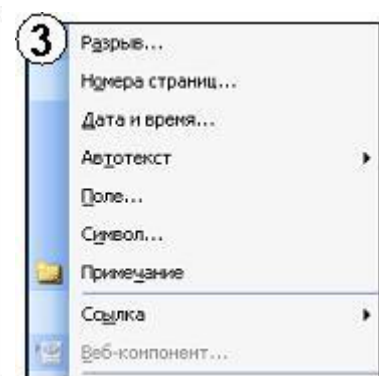 3
Разрыв...
Номера страниц...
Дата и время...
Автотекст
Поле...
Символ...
Примечание
Ссылка
Веб-компонент...